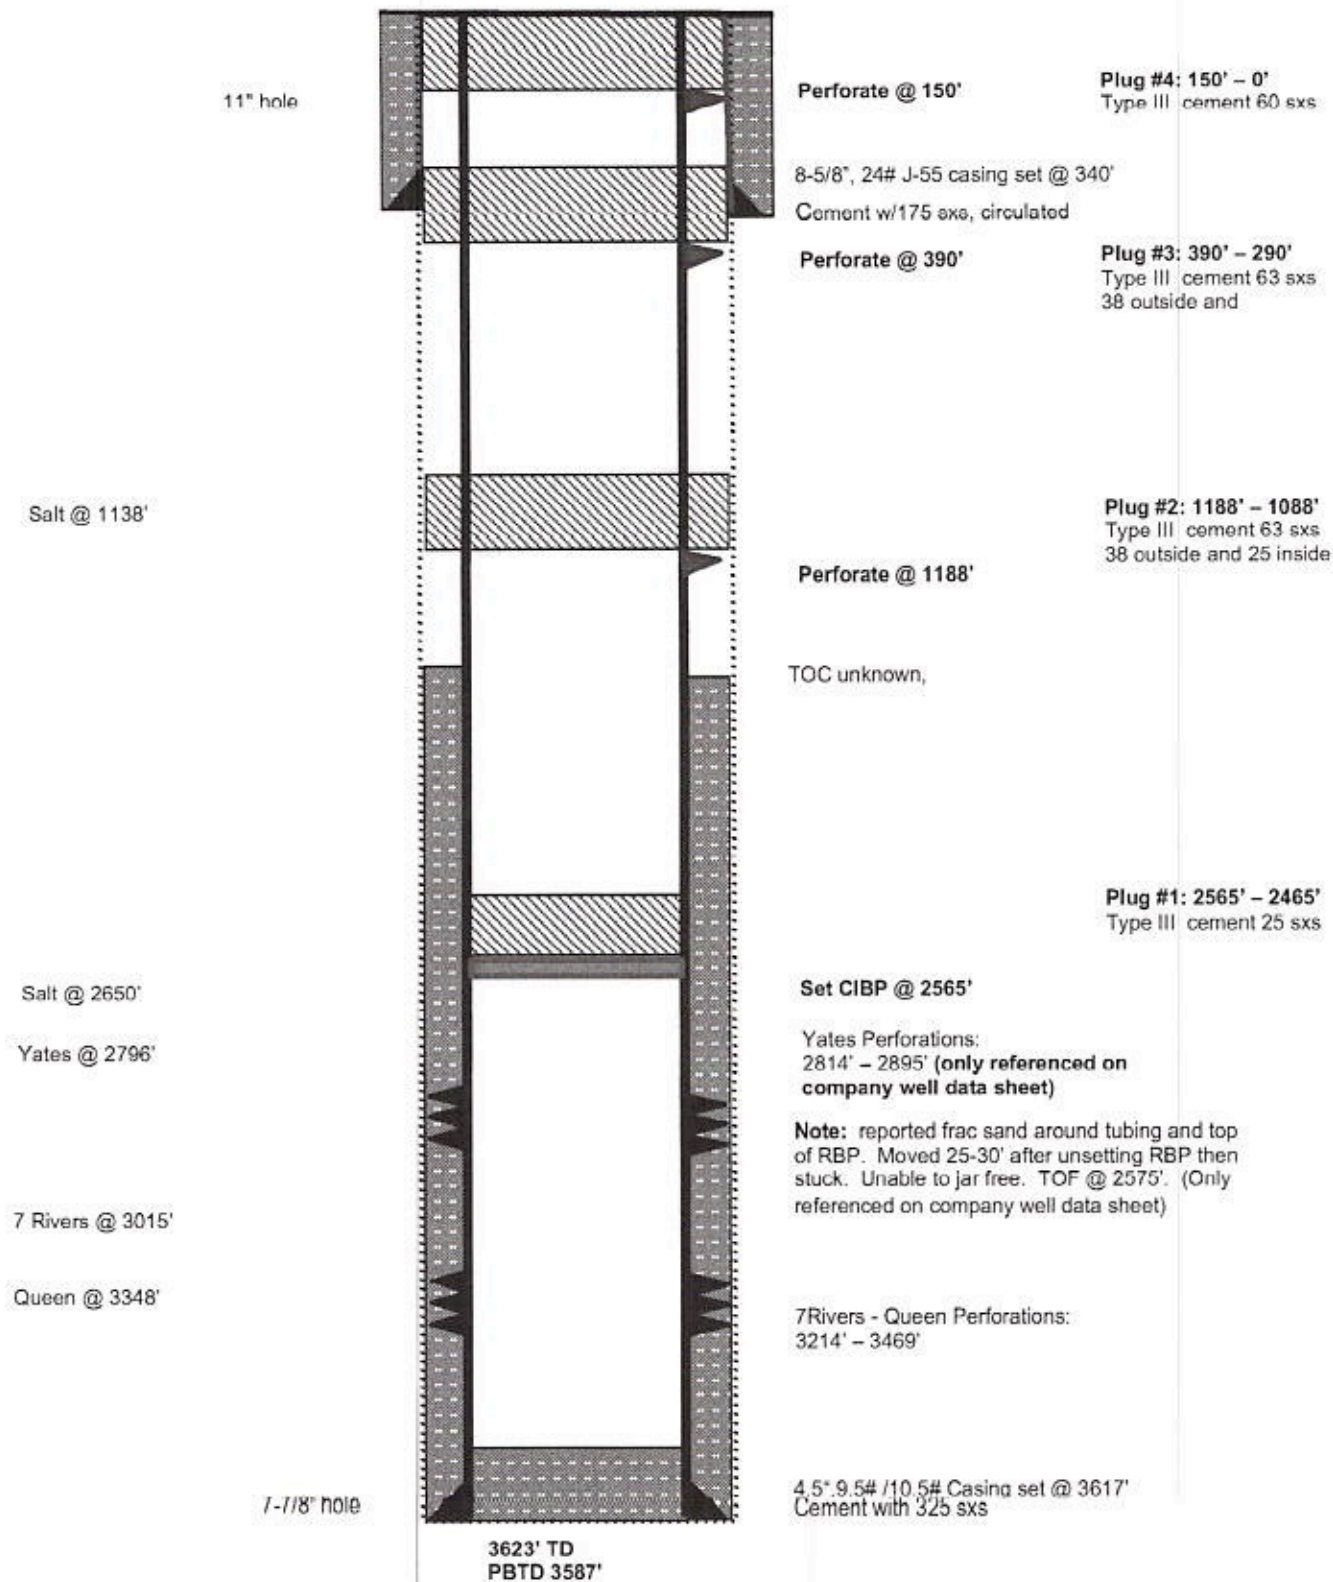 11" hole
Perforate @ 150'
Plug #4: 150' – 0'
Type III cement 60 sxs
8-5/8", 24# J-55 casing set @ 340'
Cement w/175 sxs, circulated
Perforate @ 390'
Plug #3: 390' – 290'
Type III cement 63 sxs
38 outside and
Salt @ 1138'
Plug #2: 1188' – 1088'
Type III cement 63 sxs
38 outside and 25 inside
Perforate @ 1188'
TOC unknown,
Plug #1: 2565' – 2465'
Type III cement 25 sxs
Salt @ 2650'
Set CIBP @ 2565'
Yates @ 2796'
Yates Perforations:
2814' – 2895' (only referenced on
company well data sheet)
Note: reported frac sand around tubing and top
of RBP. Moved 25-30' after unsetting RBP then
stuck. Unable to jar free. TOF @ 2575'. (Only
referenced on company well data sheet)
7 Rivers @ 3015'
Queen @ 3348'
7Rivers - Queen Perforations:
3214' – 3469'
7-7/8" hole
4.5".9.5# /10.5# Casing set @ 3617'
Cement with 325 sxs
3623' TD
PBTD 3587'